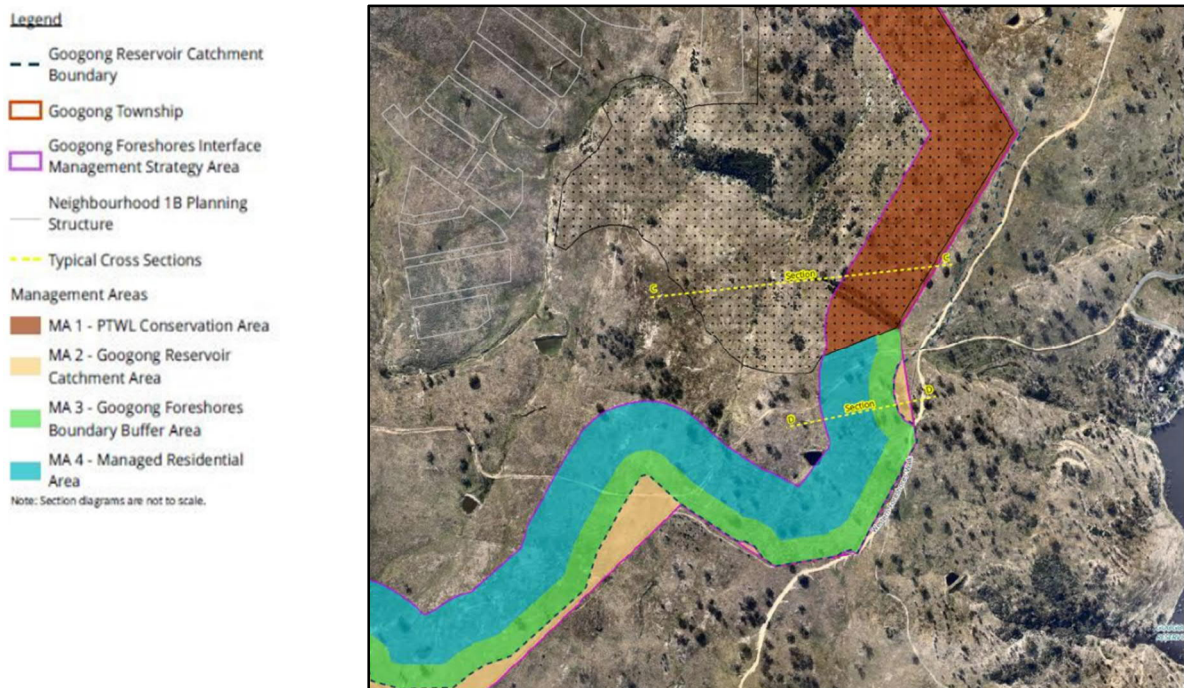 Legend
Googong Reservoir Catchment
Boundary
Googong Township
Googong Foreshores Interface
Management Strategy Area
Neighbourhood 1B Planning
Structure
Typical Cross Sections
Management Areas
MA 1 - PTWL Conservation Area
MA 2 - Googong Reservoir
Catchment Area
MA 3 - Googong Foreshores
Boundary Buffer Area
MA 4 - Managed Residential
Area
Note: Section diagrams are not to scale.
C Section C
D Section D